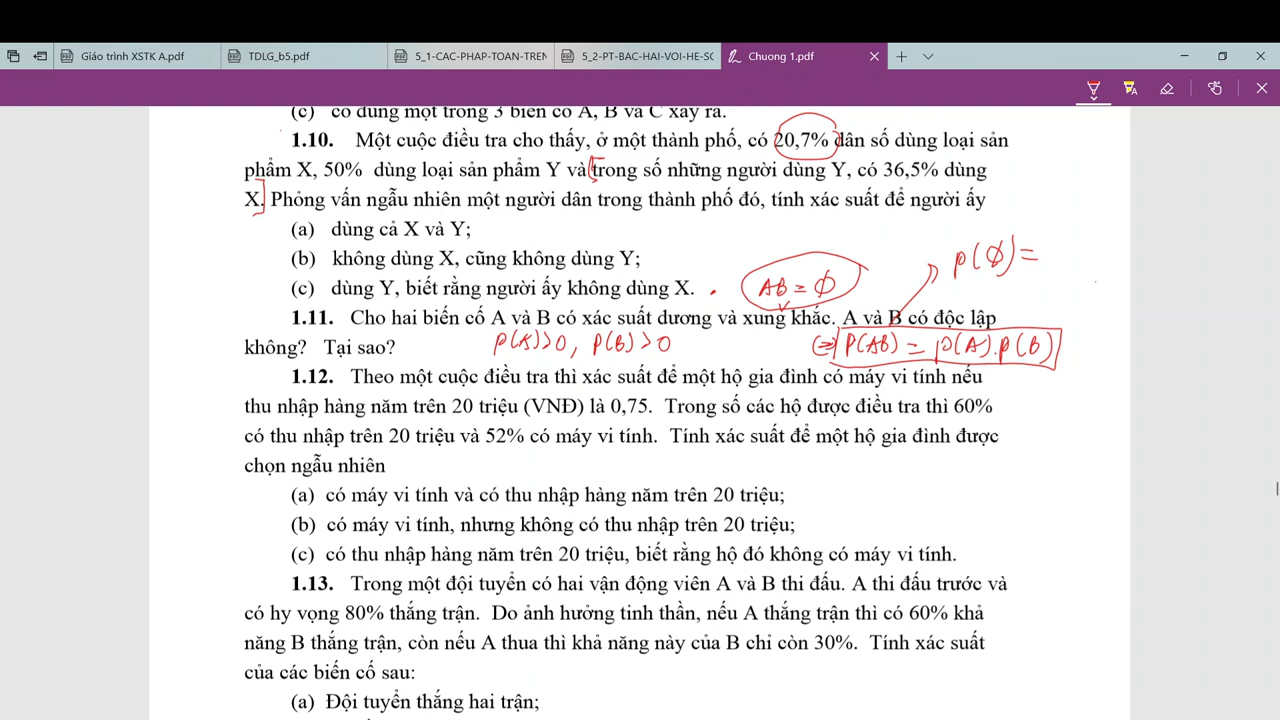 Giáo trình XSTK A.pdf
TDLG_b5.pdf
5_1-CAC-PHAP-TOAN-TREN
5_2-PT-BAC-HAI-VOI-HE-SC
Chuong 1.pdf
(c) có đúng một trong 3 biến cố A, B và C xảy ra.
1.10. Một cuộc điều tra cho thấy, ở một thành phố, có 20,7% dân số dùng loại sản
phẩm X, 50% dùng loại sản phẩm Y và trong số những người dùng Y, có 36,5% dùng
X. Phỏng vấn ngẫu nhiên một người dân trong thành phố đó, tính xác suất để người ấy
(a) dùng cả X và Y;
(b) không dùng X, cũng không dùng Y;
P(∅) =
(c) dùng Y, biết rằng người ấy không dùng X.
AB = ∅
1.11. Cho hai biến cố A và B có xác suất dương và xung khắc. A và B có độc lập
không? Tại sao?
P(A)>0, P(B)>0
(⇒) P(AB) = P(A).P(B)
1.12. Theo một cuộc điều tra thì xác suất để một hộ gia đình có máy vi tính nếu
thu nhập hàng năm trên 20 triệu (VNĐ) là 0,75. Trong số các hộ được điều tra thì 60%
có thu nhập trên 20 triệu và 52% có máy vi tính. Tính xác suất để một hộ gia đình được
chọn ngẫu nhiên
(a) có máy vi tính và có thu nhập hàng năm trên 20 triệu;
(b) có máy vi tính, nhưng không có thu nhập trên 20 triệu;
(c) có thu nhập hàng năm trên 20 triệu, biết rằng hộ đó không có máy vi tính.
1.13. Trong một đội tuyển có hai vận động viên A và B thi đấu. A thi đấu trước và
có hy vọng 80% thắng trận. Do ảnh hưởng tinh thần, nếu A thắng trận thì có 60% khả
năng B thắng trận, còn nếu A thua thì khả năng này của B chỉ còn 30%. Tính xác suất
của các biến cố sau:
(a) Đội tuyển thắng hai trận;